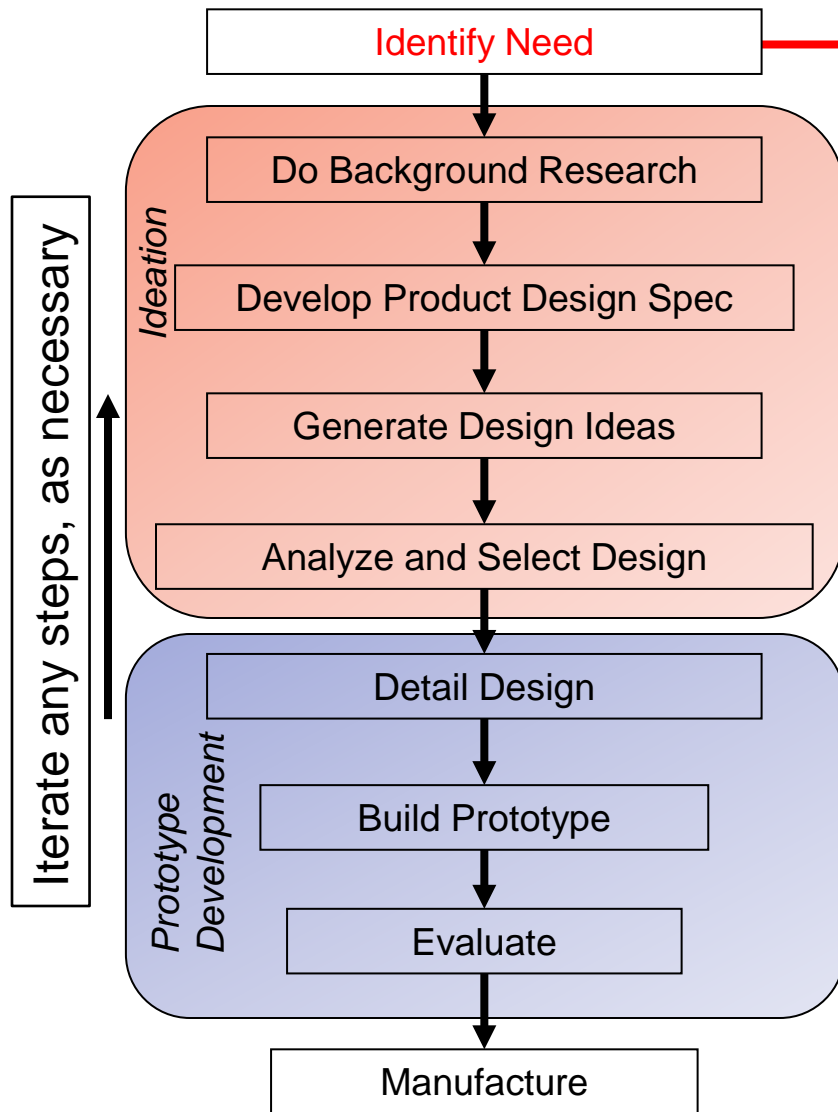 Identify Need
Do Background Research
Ideation
Develop Product Design Spec
Generate Design Ideas
Analyze and Select Design
Iterate any steps, as necessary
Detail Design
Prototype
Development
Build Prototype
Evaluate
Manufacture